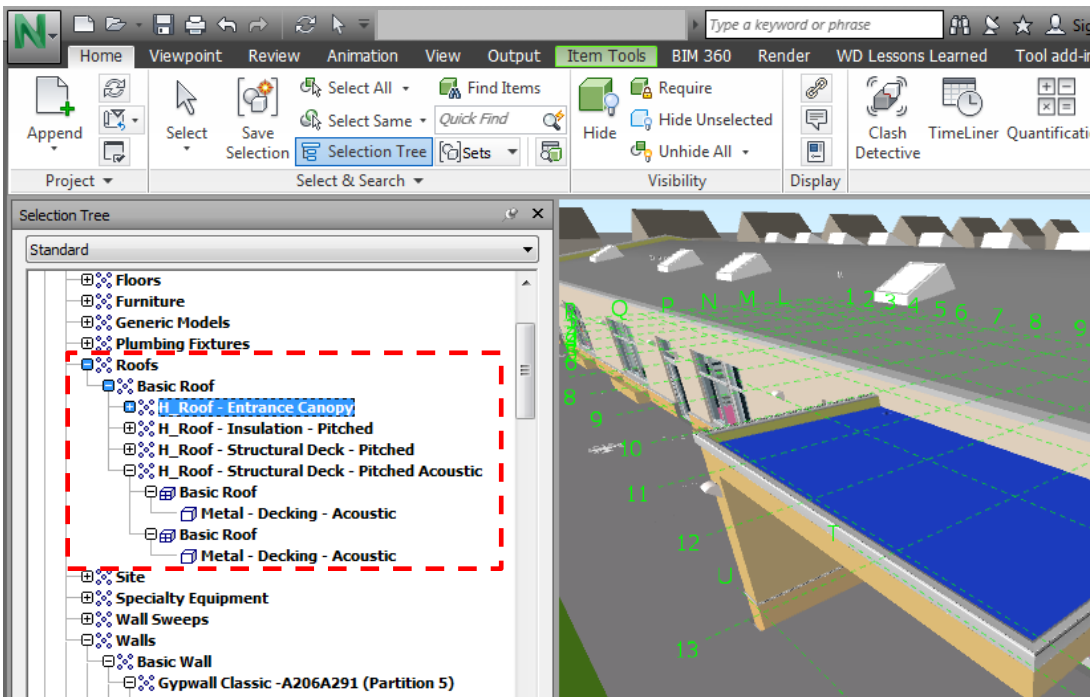 N
Type a keyword or phrase
Home Viewpoint Review Animation View Output Item Tools BIM 360 Render WD Lessons Learned Tool add-i
Append
Select
Save Selection
Select All
Select Same
Selection Tree
Find Items
Quick Find
Sets
Hide
Require
Hide Unselected
Unhide All
Clash Detective
TimeLiner
Quantificati
Project
Select & Search
Visibility
Display
Selection Tree
Standard
Floors
Furniture
Generic Models
Plumbing Fixtures
Roofs
Basic Roof
H_Roof - Entrance Canopy
H_Roof - Insulation - Pitched
H_Roof - Structural Deck - Pitched
H_Roof - Structural Deck - Pitched Acoustic
Basic Roof
Metal - Decking - Acoustic
Basic Roof
Metal - Decking - Acoustic
Site
Specialty Equipment
Wall Sweeps
Walls
Basic Wall
Gypwall Classic -A206A291 (Partition 5)
Q P N M L 1 2 3 4 5 6 7 8 9
8
9
10
11
12
T
U
13